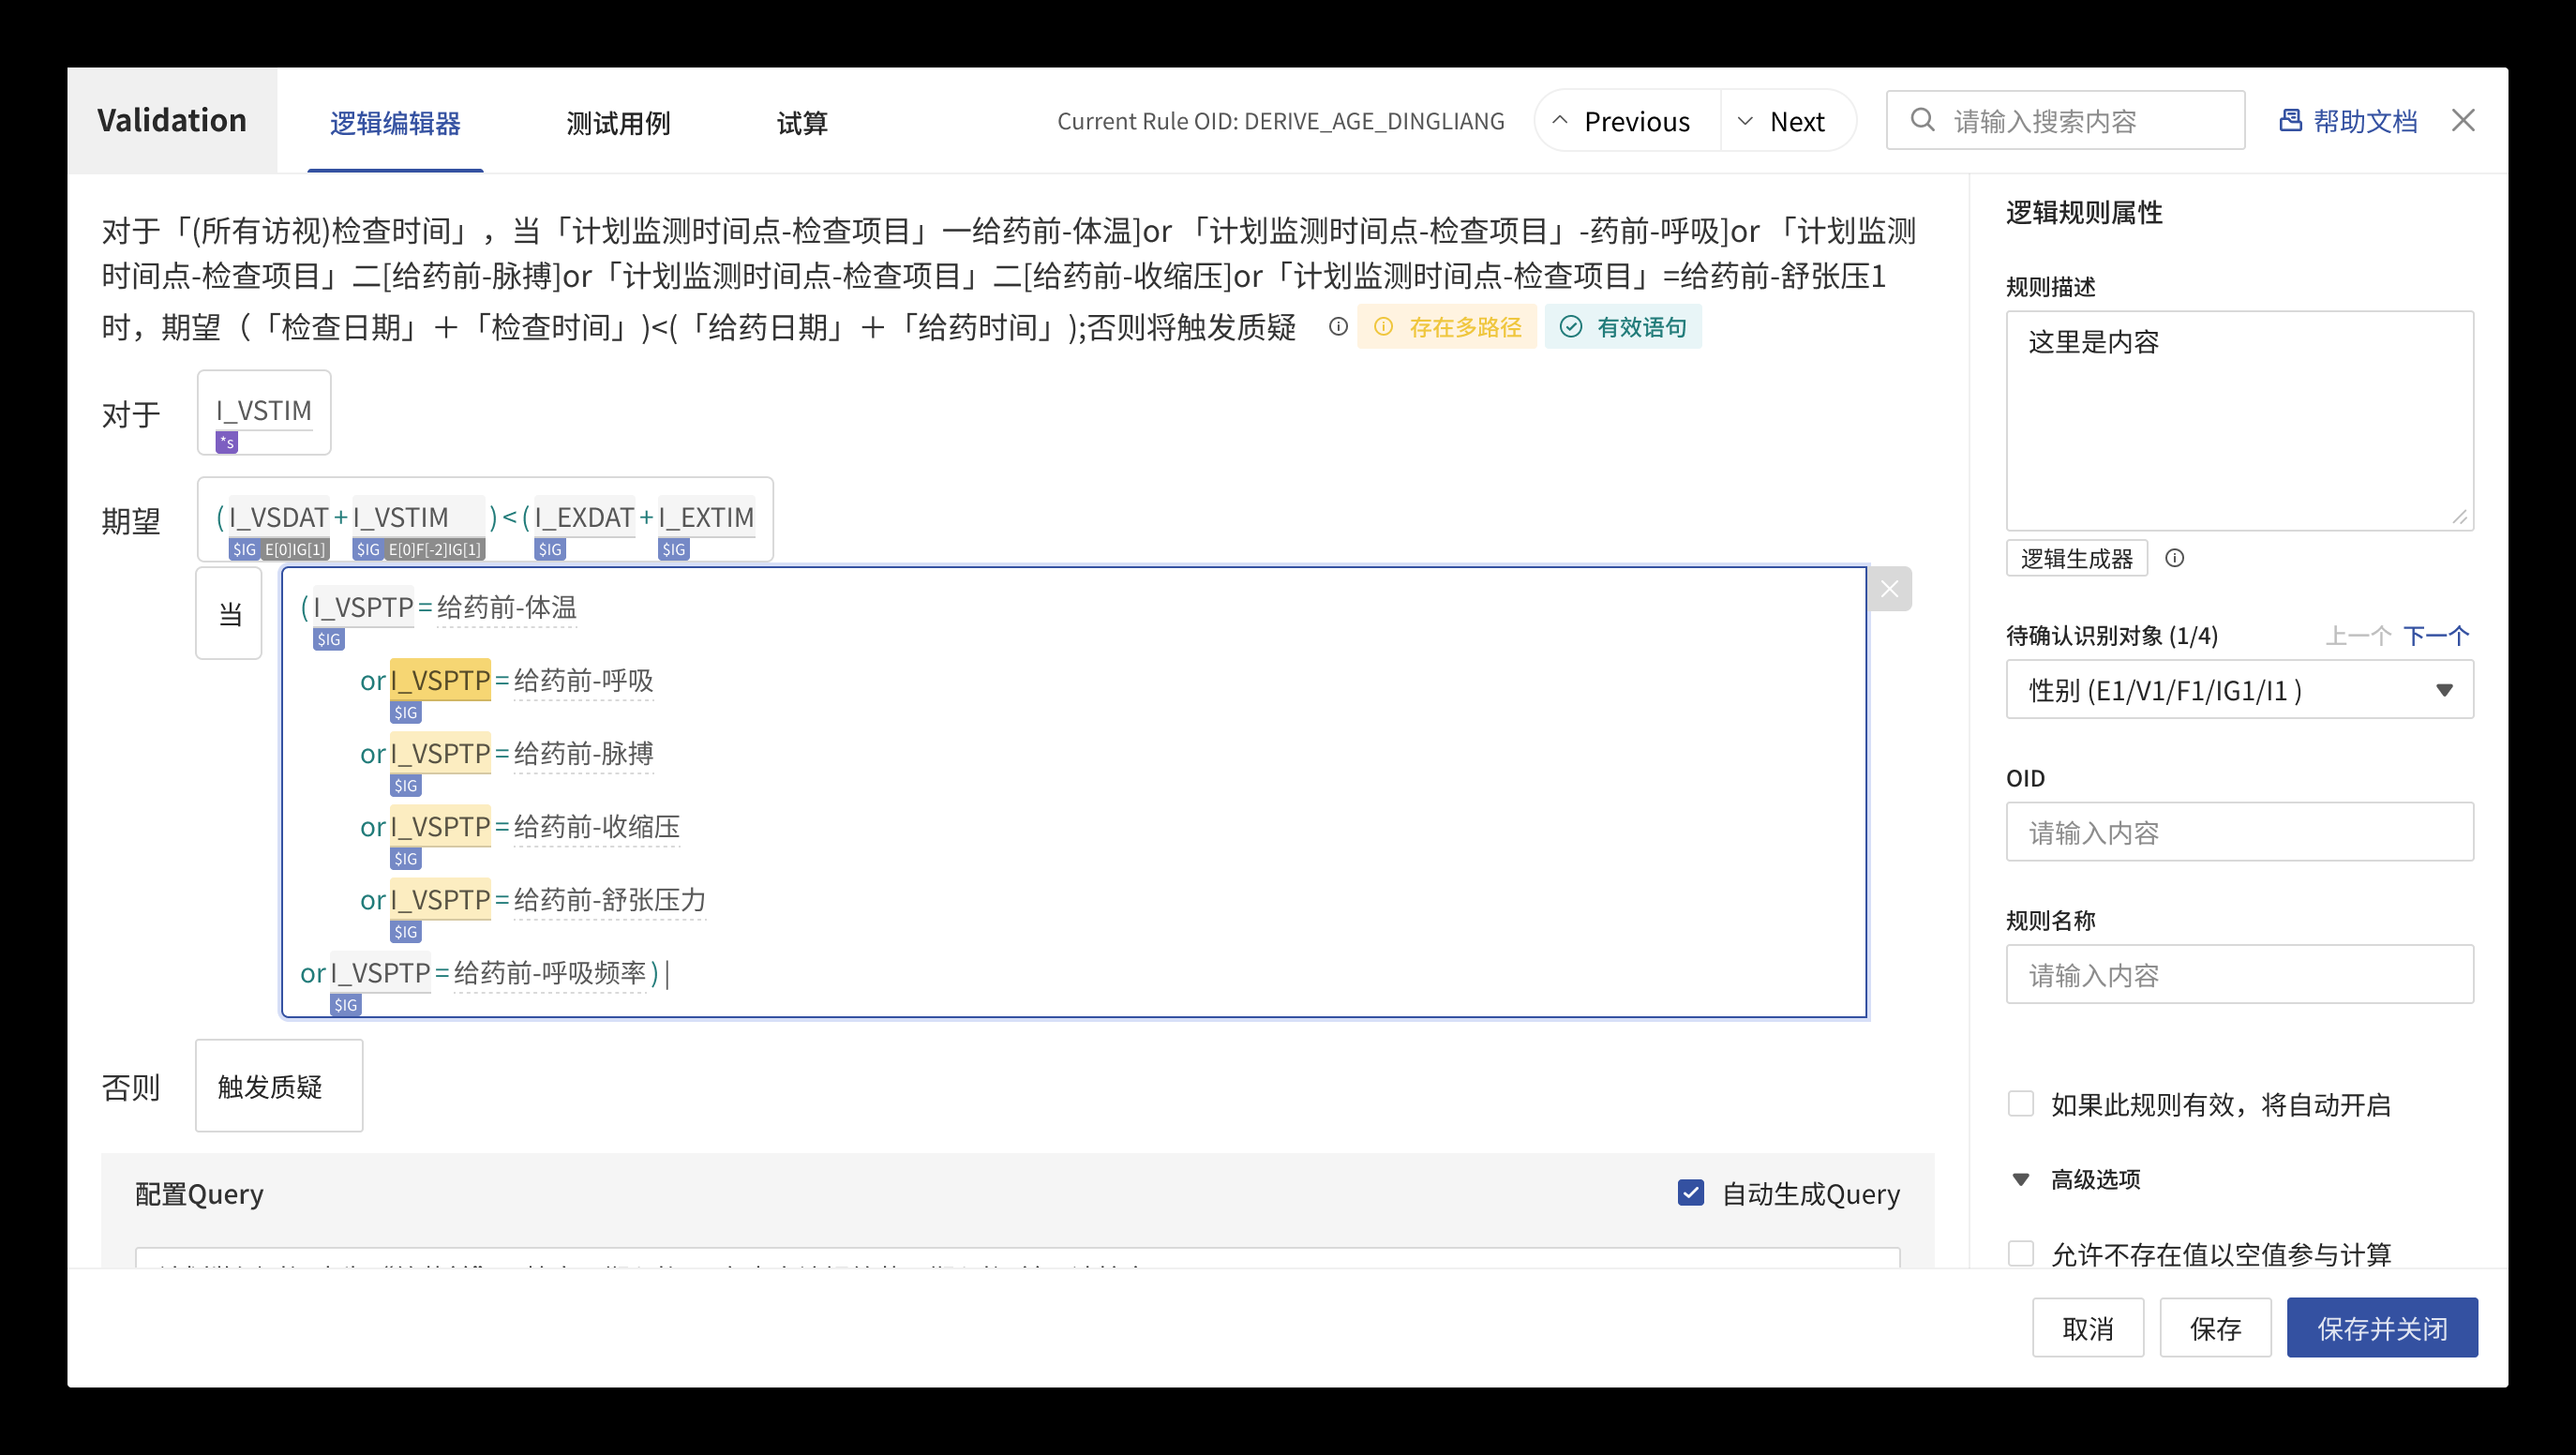 Validation
逻辑编辑器
测试用例
试算
Current Rule OID: DERIVE_AGE_DINGLIANG
Previous
Next
请输入搜索内容
帮助文档
对于「(所有访视)检查时间」，当「计划监测时间点-检查项目」一给药前-体温]or「计划监测时间点-检查项目」-药前-呼吸]or「计划监测
时间点-检查项目」二[给药前-脉搏]or「计划监测时间点-检查项目」二[给药前-收缩压]or「计划监测时间点-检查项目」=给药前-舒张压1
时，期望（「检查日期」＋「检查时间」)<(「给药日期」＋「给药时间」);否则将触发质疑
存在多路径
有效语句
对于
I_VSTIM
*s
期望
(I_VSDAT+I_VSTIM)<(I_EXDAT+I_EXTIM
$IG E[0]IG[1] $IG E[0]F[-2]IG[1] $IG $IG
当
(I_VSPTP=给药前-体温
$IG
or I_VSPTP=给药前-呼吸
$IG
or I_VSPTP=给药前-脉搏
$IG
or I_VSPTP=给药前-收缩压
$IG
or I_VSPTP=给药前-舒张压力
$IG
or I_VSPTP=给药前-呼吸频率)
$IG
否则
触发质疑
配置Query
自动生成Query
逻辑规则属性
规则描述
这里是内容
逻辑生成器
待确认识别对象 (1/4)
上一个 下一个
性别 (E1/V1/F1/IG1/I1 )
OID
请输入内容
规则名称
请输入内容
如果此规则有效，将自动开启
高级选项
允许不存在值以空值参与计算
取消
保存
保存并关闭